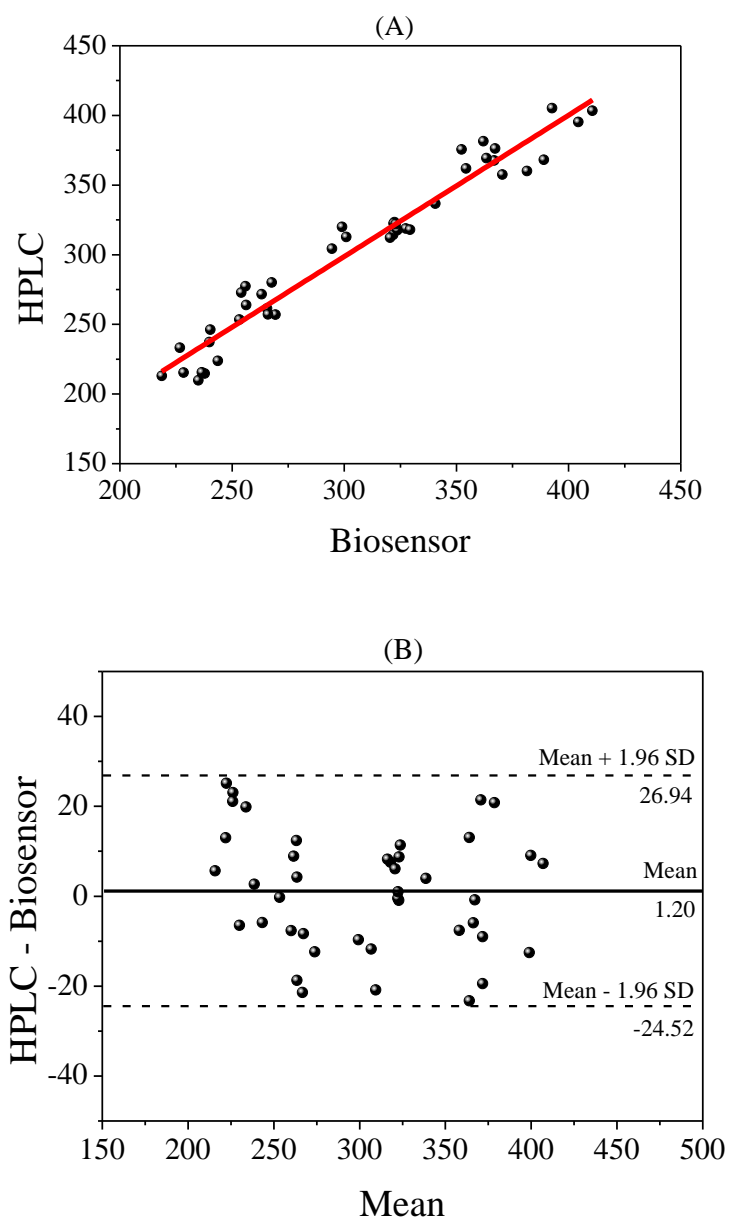 (A)
450
400
350
300
250
200
150
200 250 300 350 400 450
HPLC
Biosensor
(B)
40
20
0
-20
-40
Mean + 1.96 SD
26.94
Mean
1.20
Mean - 1.96 SD
-24.52
150 200 250 300 350 400 450 500
HPLC - Biosensor
Mean